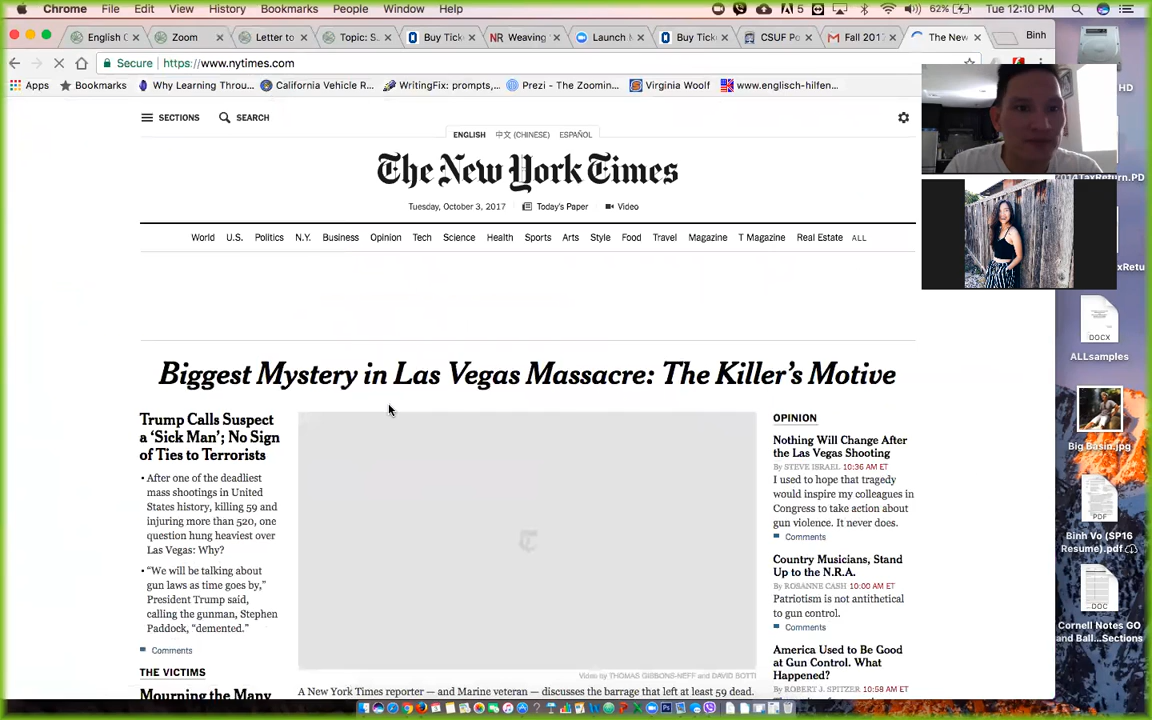 Chrome File Edit View History Bookmarks People Window Help 5 62% Tue 12:10 PM
English C Zoom Letter to Topic: S Buy Tick NR Weaving Launch M Buy Tick CSUF Po Fall 201 The New Binh
Secure https://www.nytimes.com
Apps Bookmarks Why Learning Throu... California Vehicle R... WritingFix: prompts,... Prezi - The Zoomin... Virginia Woolf www.englisch-hilfen...
HD
SECTIONS SEARCH
ENGLISH 中文 (CHINESE) ESPAÑOL
The New York Times
2014TaxReturn.PD
Tuesday, October 3, 2017 Today's Paper Video
World U.S. Politics N.Y. Business Opinion Tech Science Health Sports Arts Style Food Travel Magazine T Magazine Real Estate ALL
xRetu
ALLsamples
Biggest Mystery in Las Vegas Massacre: The Killer's Motive
Trump Calls Suspect
a 'Sick Man'; No Sign
of Ties to Terrorists
• After one of the deadliest
mass shootings in United
States history, killing 59 and
injuring more than 520, one
question hung heaviest over
Las Vegas: Why?
• “We will be talking about
gun laws as time goes by,”
President Trump said,
calling the gunman, Stephen
Paddock, “demented.”
Comments
THE VICTIMS
Mourning the Many
Video by THOMAS GIBBONS-NEFF and DAVID BOTTI
A New York Times reporter — and Marine veteran — discusses the barrage that left at least 59 dead.
OPINION
Nothing Will Change After
the Las Vegas Shooting
By STEVE ISRAEL 10:36 AM ET
I used to hope that tragedy
would inspire my colleagues in
Congress to take action about
gun violence. It never does.
Comments
Country Musicians, Stand
Up to the N.R.A.
By ROSANNE CASH 10:00 AM ET
Patriotism is not antithetical
to gun control.
Comments
America Used to Be Good
at Gun Control. What
Happened?
By ROBERT J. SPITZER 10:58 AM ET
DOCX
Big Basin.jpg
PDF
Binh Vo (SP16
Resume).pdf
DOC
Cornell Notes GO
and Ball...Sections